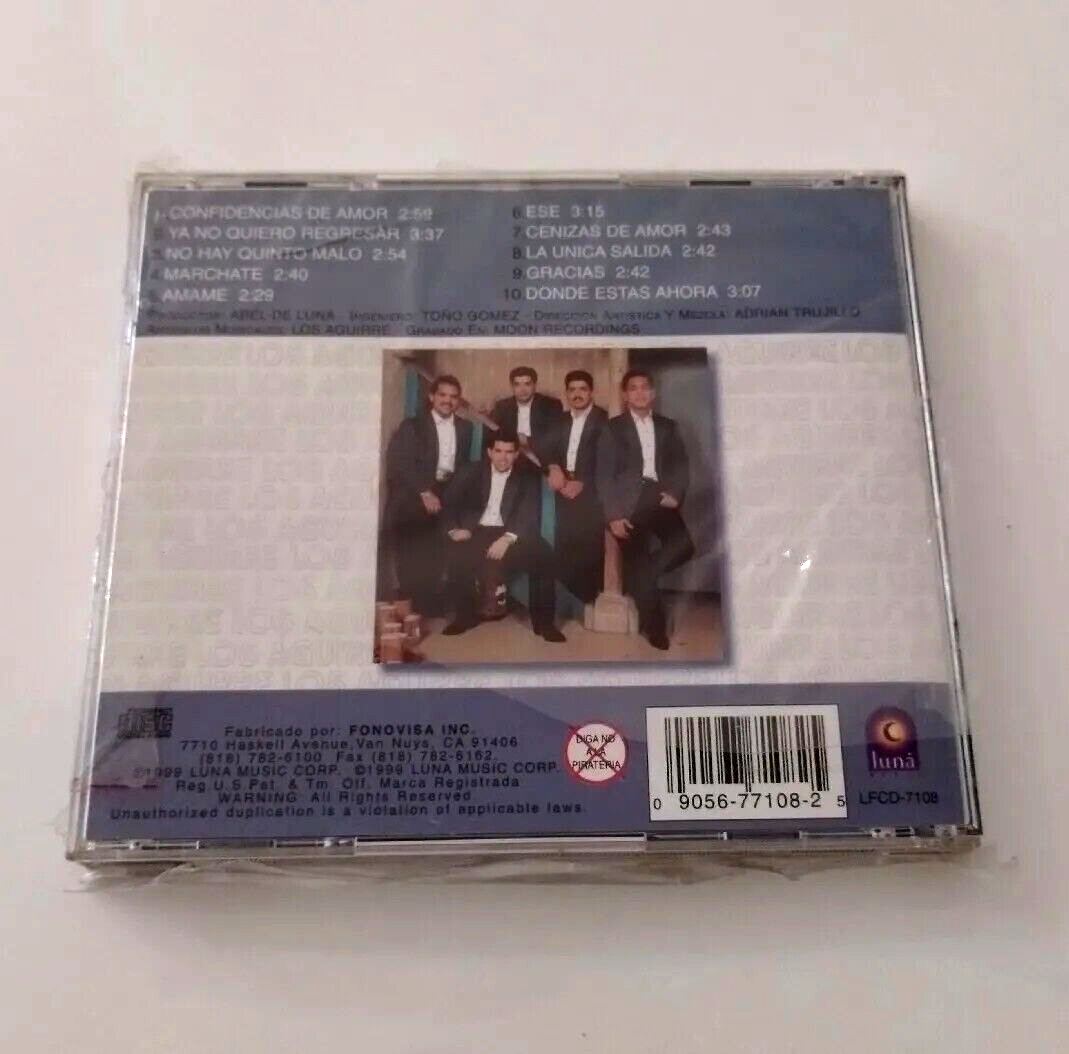 1. CONFIDENCIAS DE AMOR 2:59
2. YA NO QUIERO REGRESAR 3:37
3. NO HAY QUINTO MALO 2:54
4. MARCHATE 2:40
5. AMAME 2:29
6 ESE 3:15
7 CENIZAS DE AMOR 2:43
8 LA UNICA SALIDA 2:42
9 GRACIAS 2:42
10 DONDE ESTAS AHORA 3:07
PRODUCTOR: ABEL DE LUNA - INGENIERO: TOÑO GOMEZ - DIRECCION ARTISTICA Y MEZCLA: ADRIAN TRUJILLO
ARREGLOS MUSICALES: LOS AGUIRRE - GRABADO EN: MOON RECORDINGS
LOS AGUIRRE
disc
Fabricado por: FONOVISA INC.
7710 Haskell Avenue, Van Nuys, CA 91406
(818) 782-6100 Fax (818) 782-6162.
©1999 LUNA MUSIC CORP. ©1999 LUNA MUSIC CORP.
Reg. U.S Pat. & Tm. Off. Marca Registrada
WARNING: All Rights Reserved
Unauthorized duplication is a violation of applicable laws.
DIGA NO
A LA
PIRATERIA
0 9056-77108-2 5
luna
LFCD-7108